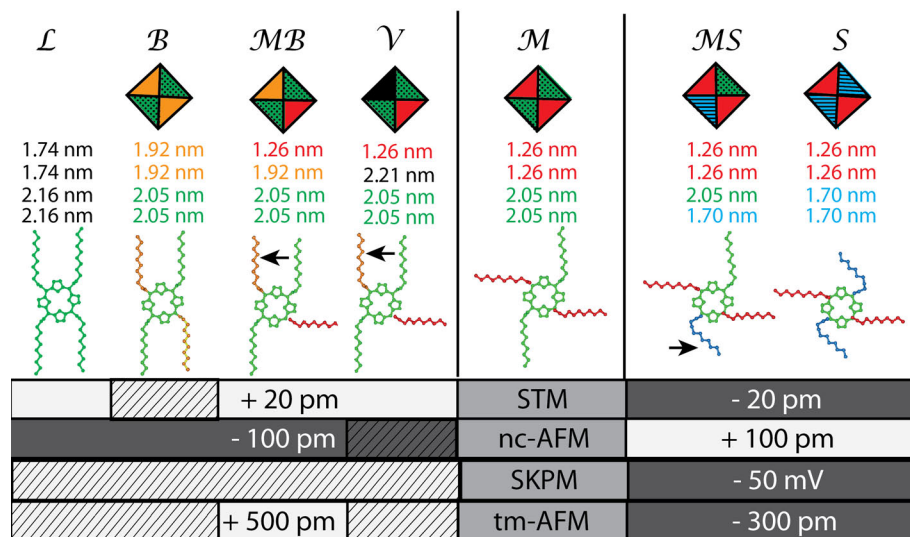 ℒ ℬ ℳℬ 𝒱 ℳ ℳ𝒮 𝒮
1.74 nm 1.92 nm 1.26 nm 1.26 nm 1.26 nm 1.26 nm 1.26 nm
1.74 nm 1.92 nm 1.92 nm 2.21 nm 1.26 nm 1.26 nm 1.26 nm
2.16 nm 2.05 nm 2.05 nm 2.05 nm 2.05 nm 2.05 nm 1.70 nm
2.16 nm 2.05 nm 2.05 nm 2.05 nm 2.05 nm 1.70 nm 1.70 nm
+ 20 pm STM - 20 pm
- 100 pm nc-AFM + 100 pm
SKPM - 50 mV
+ 500 pm tm-AFM - 300 pm